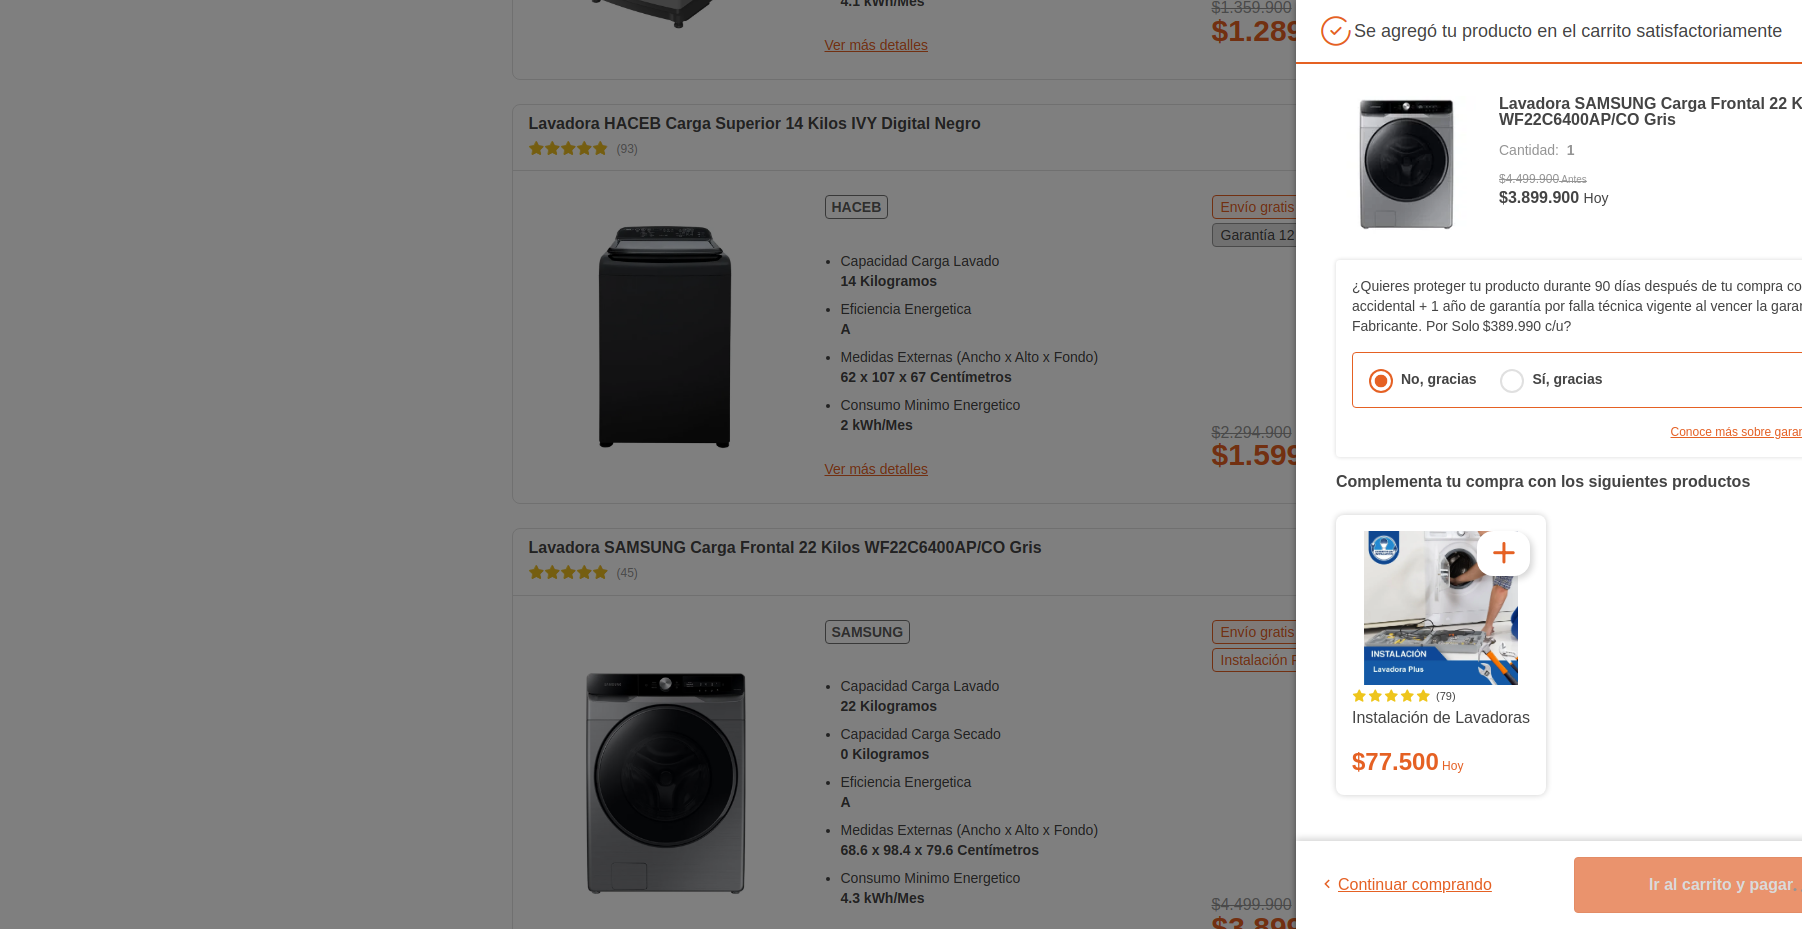 4.1 kWh/Mes
Ver más detalles
$1.359.900
$1.289
Lavadora HACEB Carga Superior 14 Kilos IVY Digital Negro
(93)
HACEB
Capacidad Carga Lavado
14 Kilogramos
Eficiencia Energetica
A
Medidas Externas (Ancho x Alto x Fondo)
62 x 107 x 67 Centímetros
Consumo Minimo Energetico
2 kWh/Mes
Ver más detalles
Envío gratis
Garantía 12
$2.294.900
$1.599
Lavadora SAMSUNG Carga Frontal 22 Kilos WF22C6400AP/CO Gris
(45)
SAMSUNG
Capacidad Carga Lavado
22 Kilogramos
Capacidad Carga Secado
0 Kilogramos
Eficiencia Energetica
A
Medidas Externas (Ancho x Alto x Fondo)
68.6 x 98.4 x 79.6 Centímetros
Consumo Minimo Energetico
4.3 kWh/Mes
Envío gratis
Instalación
$4.499.900
$3.899
Se agregó tu producto en el carrito satisfactoriamente
Lavadora SAMSUNG Carga Frontal 22 K
WF22C6400AP/CO Gris
Cantidad: 1
$4.499.900 Antes
$3.899.900 Hoy
¿Quieres proteger tu producto durante 90 días después de tu compra co
accidental + 1 año de garantía por falla técnica vigente al vencer la garan
Fabricante. Por Solo $389.990 c/u?
No, gracias
Sí, gracias
Conoce más sobre garan
Complementa tu compra con los siguientes productos
INSTALACIÓN
Lavadora Plus
(79)
Instalación de Lavadoras
$77.500 Hoy
Continuar comprando
Ir al carrito y pagar.